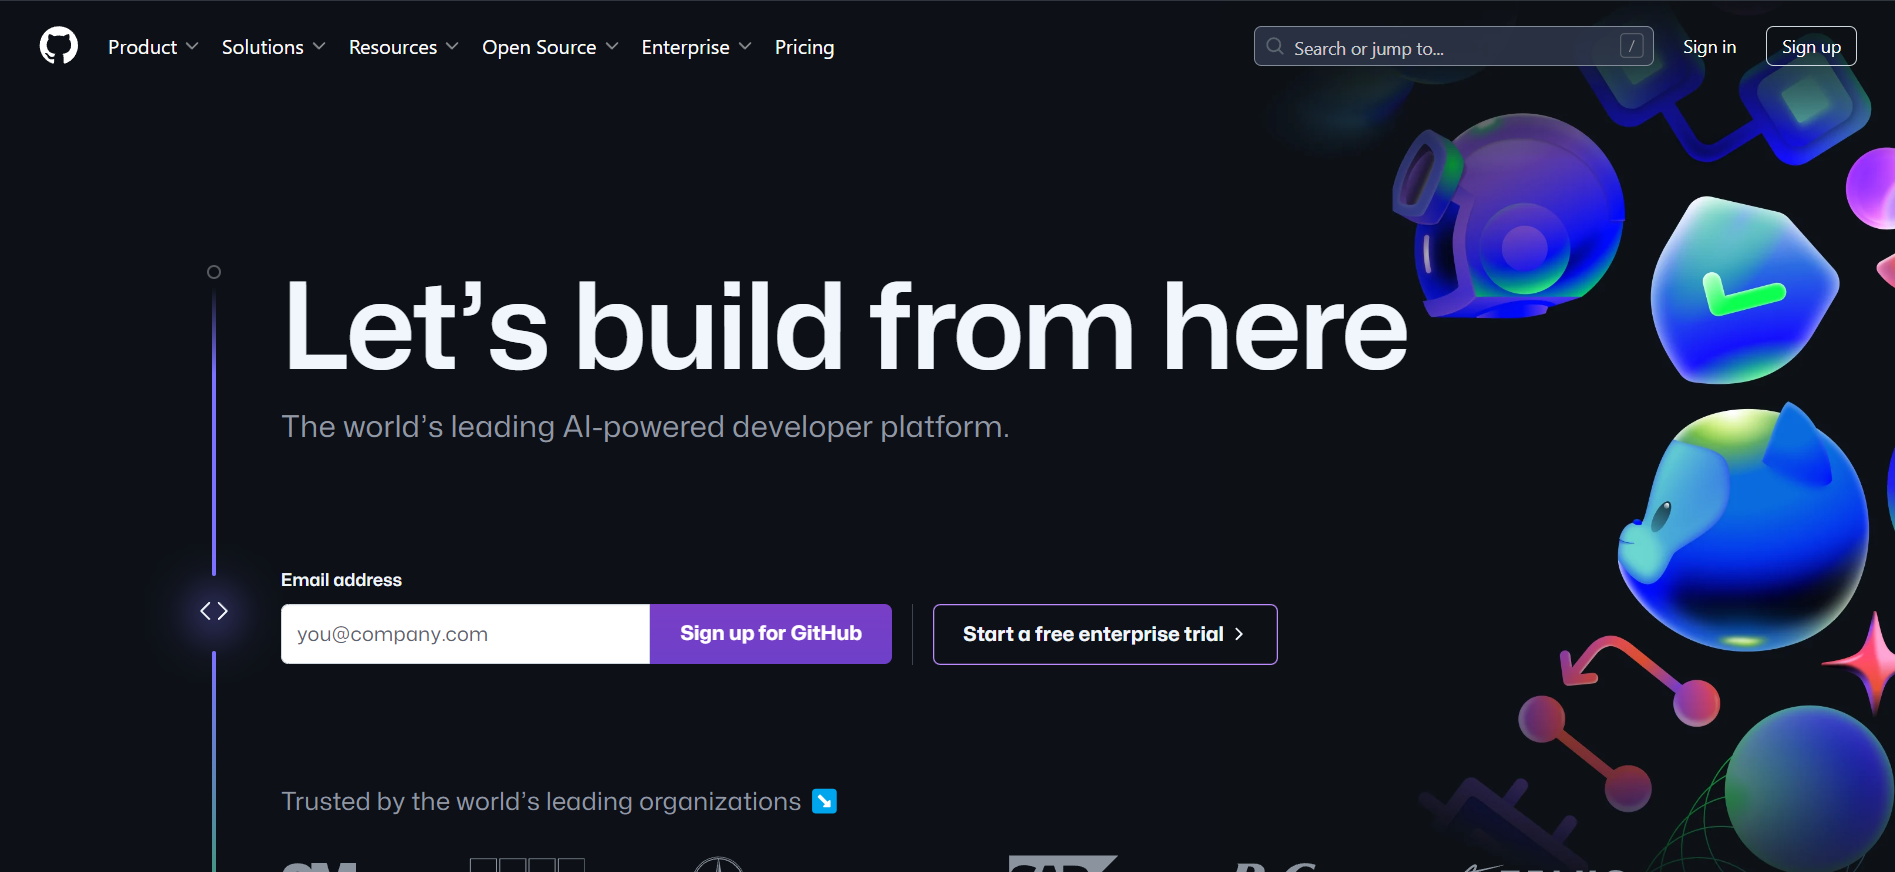 Product Solutions Resources Open Source Enterprise Pricing Search or jump to... / Sign in Sign up
Let’s build from here
The world’s leading AI-powered developer platform.
Email address
you@company.com Sign up for GitHub Start a free enterprise trial
Trusted by the world’s leading organizations